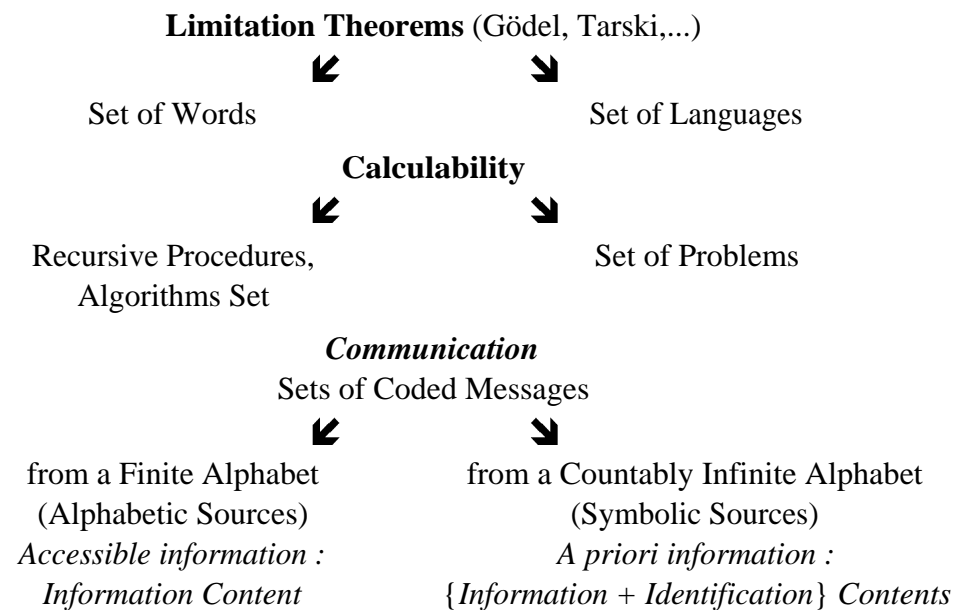 Limitation Theorems (Gödel, Tarski,...)
Set of Words Set of Languages
Calculability
Recursive Procedures, Set of Problems
Algorithms Set
Communication
Sets of Coded Messages
from a Finite Alphabet from a Countably Infinite Alphabet
(Alphabetic Sources) (Symbolic Sources)
Accessible information : A priori information :
Information Content {Information + Identification} Contents